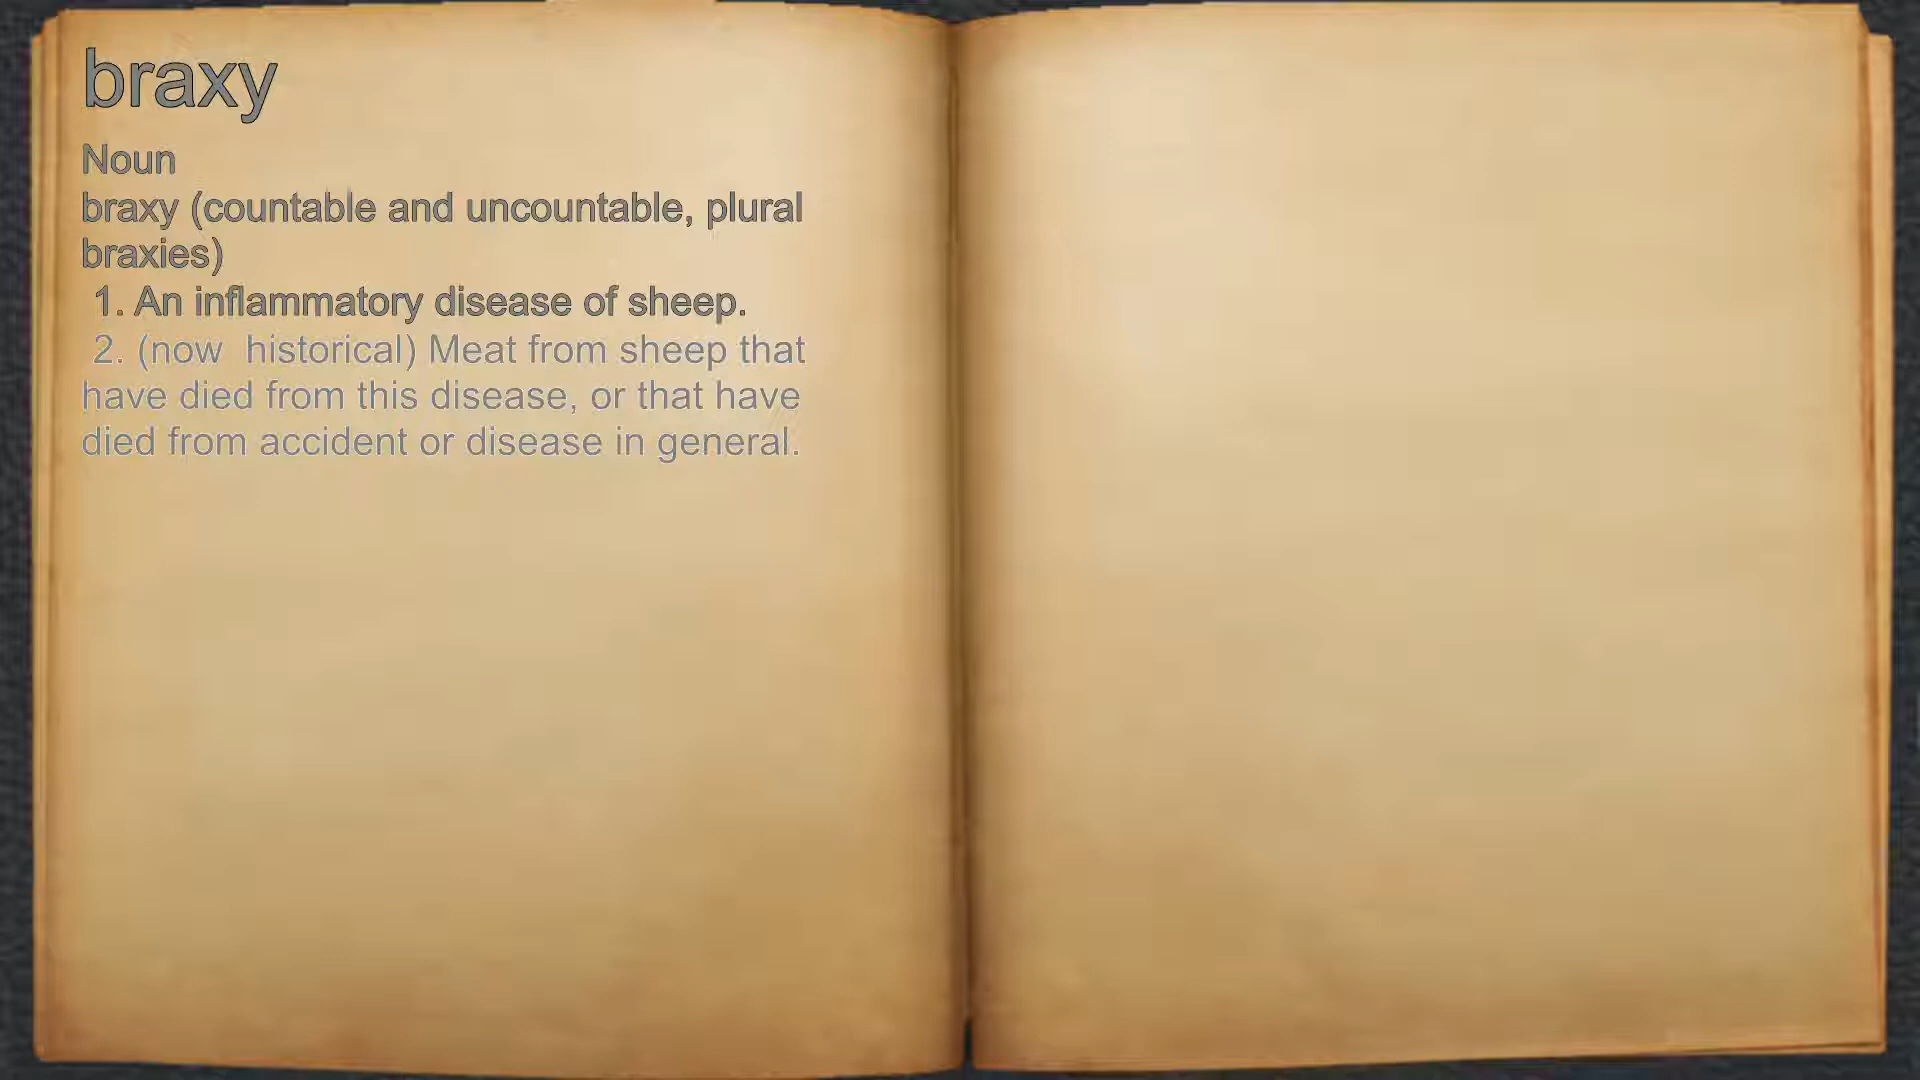 braxy
Noun
braxy (countable and uncountable, plural
braxies)
1. An inflammatory disease of sheep.
2. (now  historical) Meat from sheep that
have died from this disease, or that have
died from accident or disease in general.